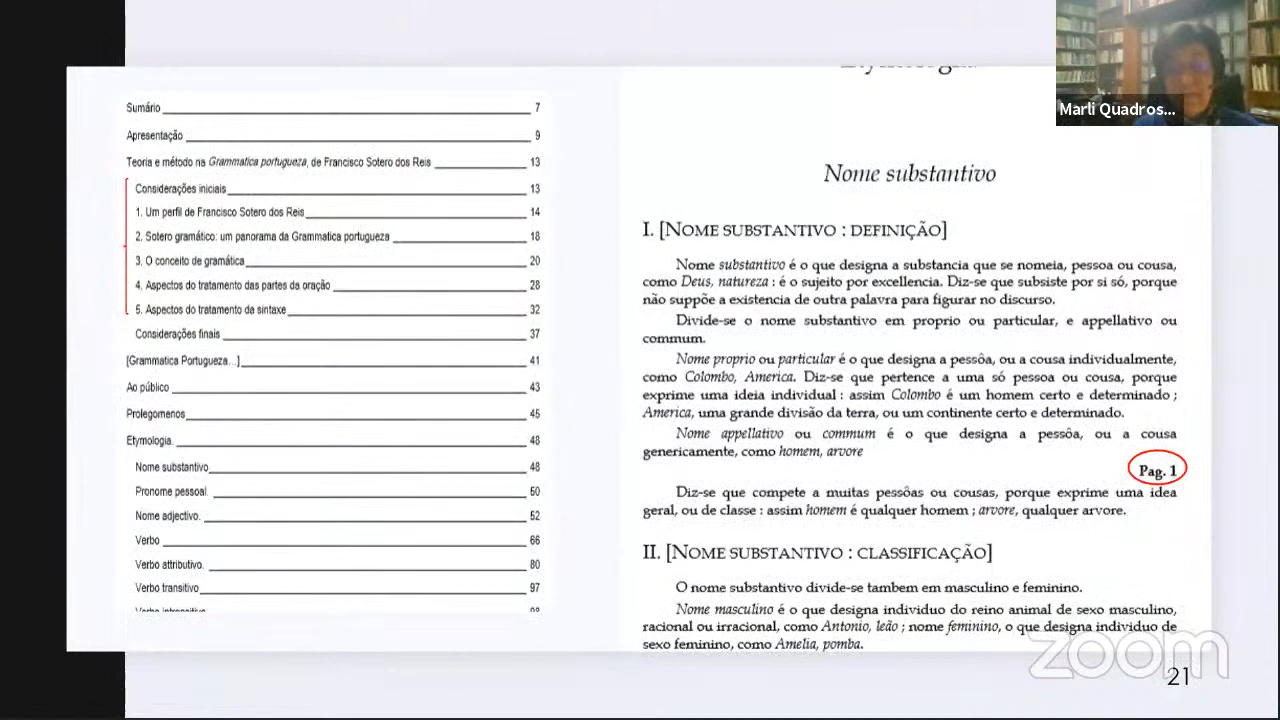 Marli Quadros...
Sumário 7
Apresentação 9
Teoria e método na Grammatica portugueza, de Francisco Sotero dos Reis 13
Considerações iniciais 13
1. Um perfil de Francisco Sotero dos Reis 14
2. Sotero gramático: um panorama da Grammatica portugueza 18
3. O conceito de gramática 20
4. Aspectos do tratamento das partes da oração 28
5. Aspectos do tratamento da sintaxe 32
Considerações finais 37
[Grammatica Portugueza...] 41
Ao público 43
Prolegomenos 45
Etymologia. 48
Nome substantivo 48
Pronome pessoal. 50
Nome adjectivo. 52
Verbo 66
Verbo attributivo. 80
Verbo transitivo 97
Nome substantivo
I. [NOME SUBSTANTIVO : DEFINIÇÃO]
Nome substantivo é o que designa a substancia que se nomeia, pessoa ou cousa,
como Deus, natureza : é o sujeito por excellencia. Diz-se que subsiste por si só, porque
não suppõe a existencia de outra palavra para figurar no discurso.
Divide-se o nome substantivo em proprio ou particular, e appellativo ou
commum.
Nome proprio ou particular é o que designa a pessôa, ou a cousa individualmente,
como Colombo, America. Diz-se que pertence a uma só pessoa ou cousa, porque
exprime uma ideia individual : assim Colombo é um homem certo e determinado ;
America, uma grande divisão da terra, ou um continente certo e determinado.
Nome appellativo ou commum é o que designa a pessôa, ou a cousa
genericamente, como homem, arvore
Pag. 1
Diz-se que compete a muitas pessôas ou cousas, porque exprime uma idea
geral, ou de classe : assim homem é qualquer homem ; arvore, qualquer arvore.
II. [NOME SUBSTANTIVO : CLASSIFICAÇÃO]
O nome substantivo divide-se tambem em masculino e feminino.
Nome masculino é o que designa individuo do reino animal de sexo masculino,
racional ou irracional, como Antonio, leão ; nome feminino, o que designa individuo de
sexo feminino, como Amelia, pomba.
zoom
21